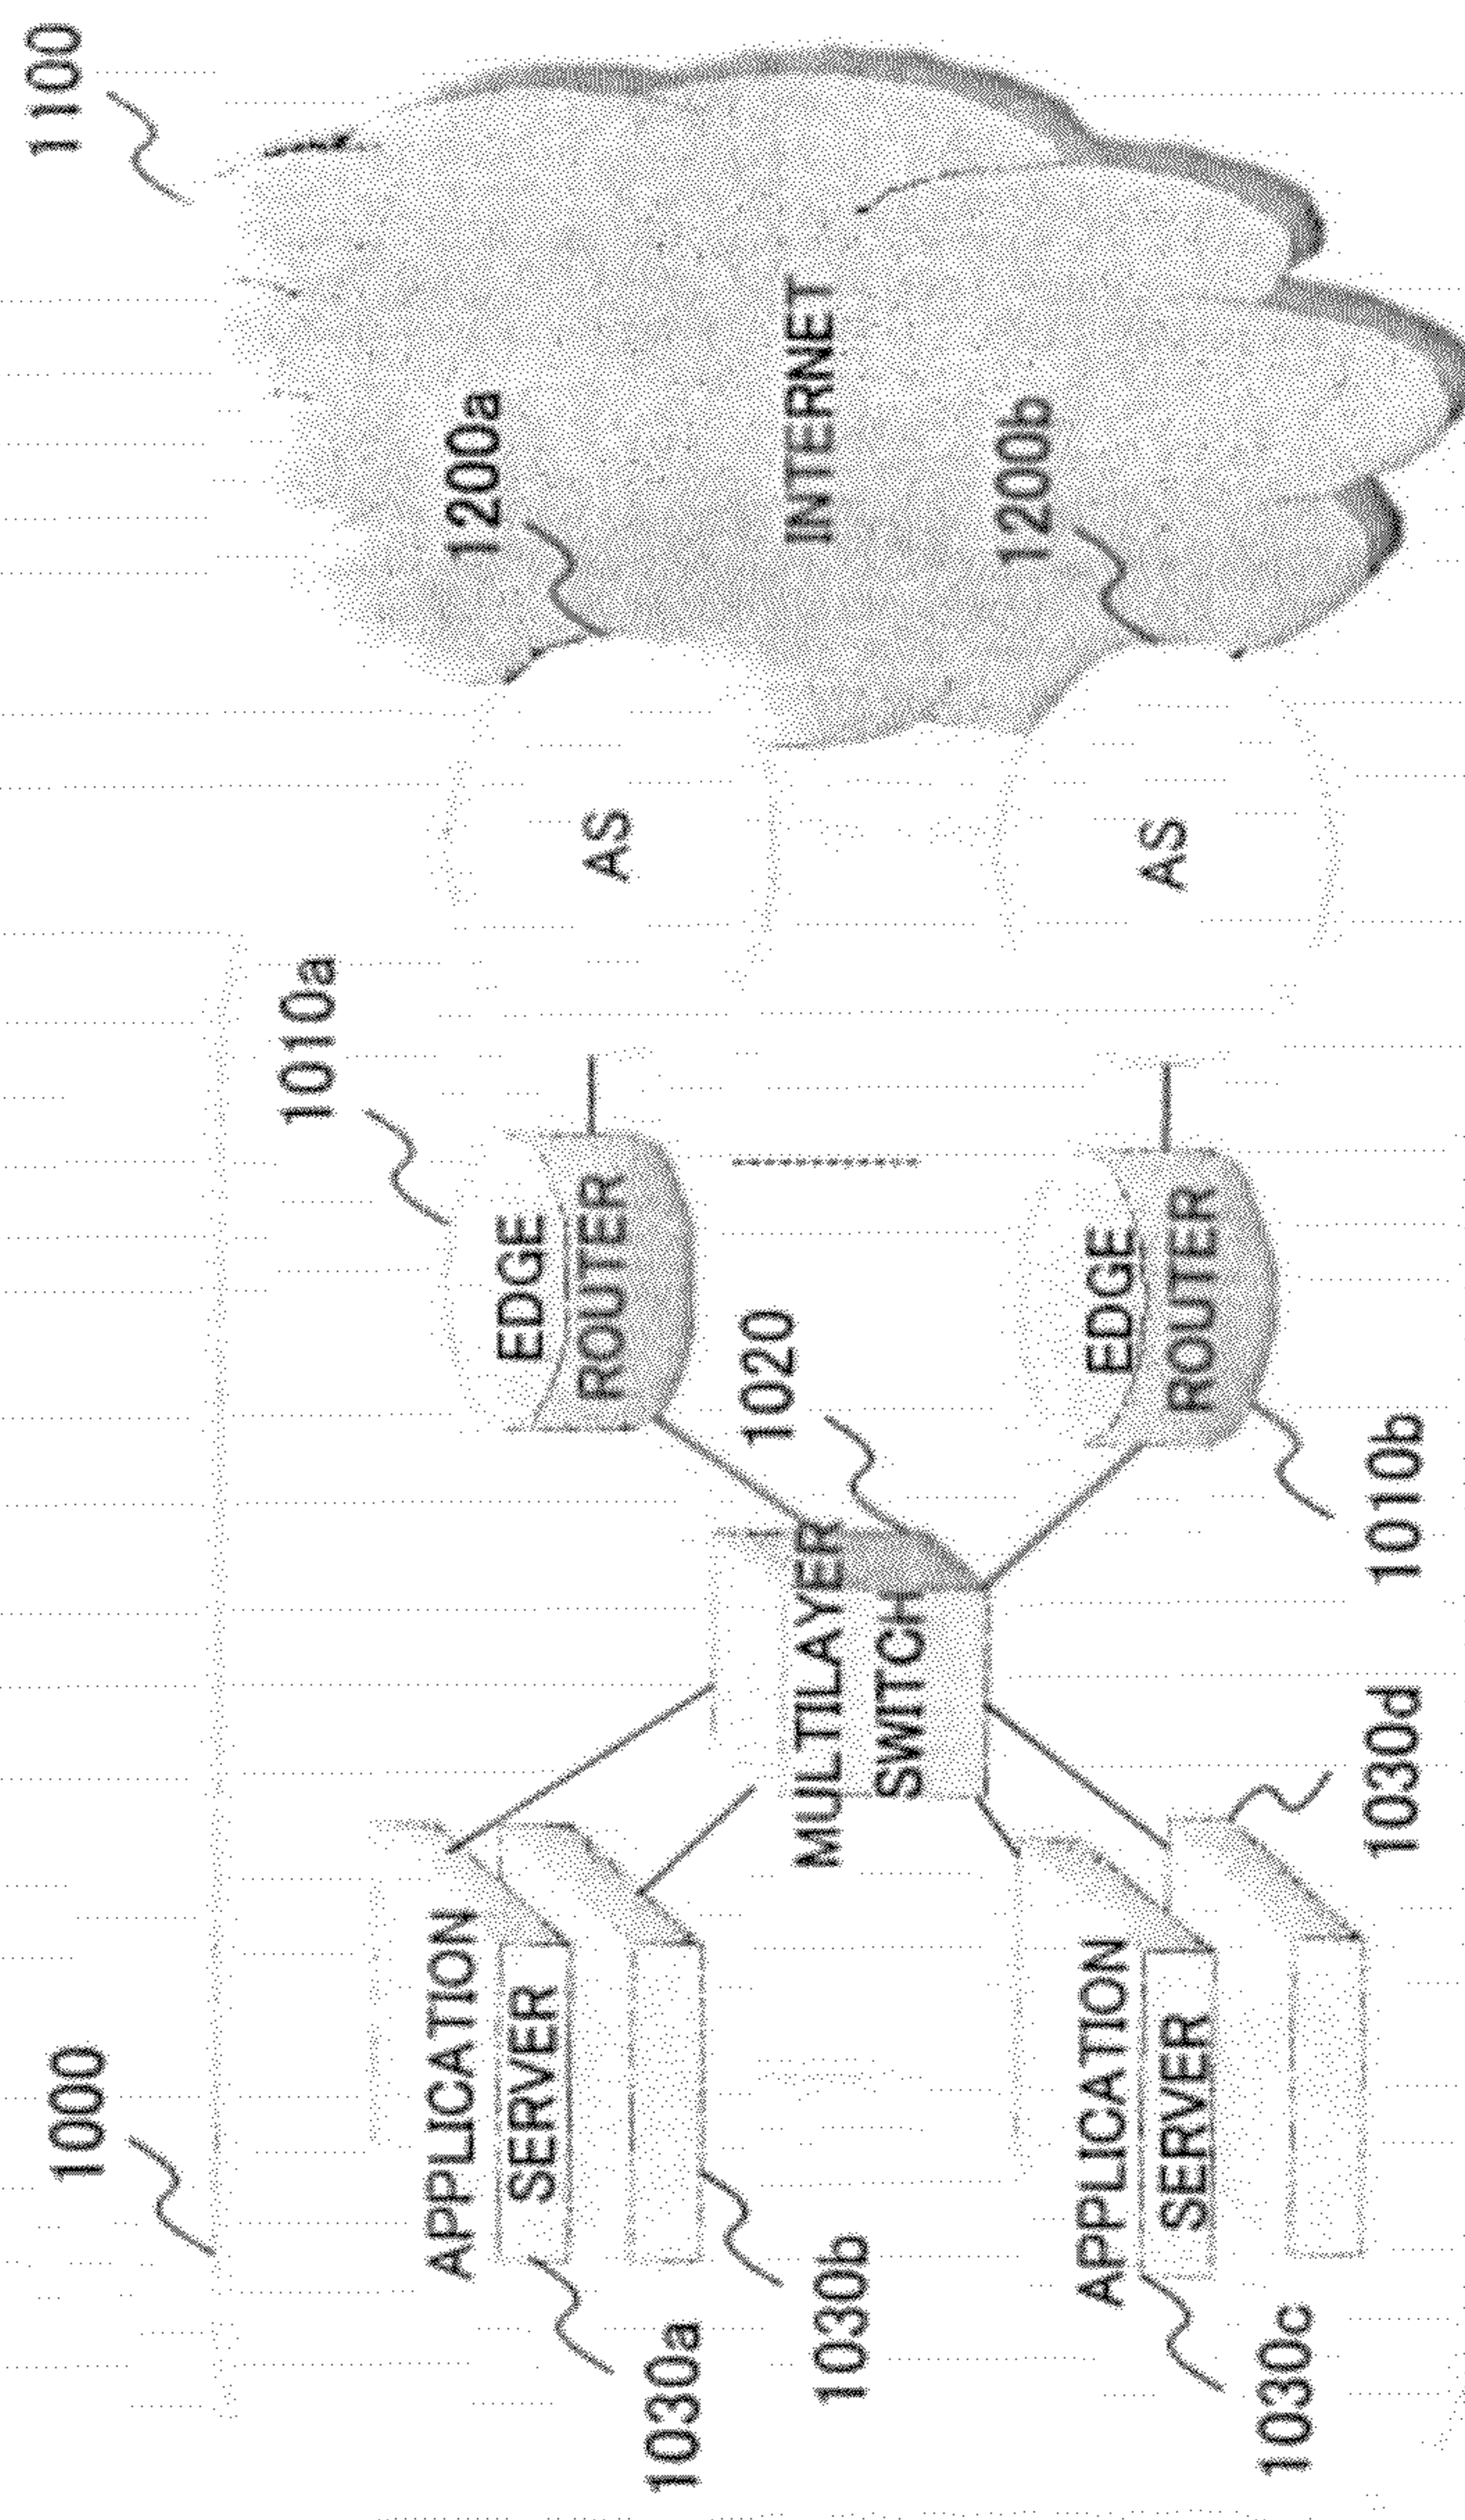 1000
1100
APPLICATION
SERVER
1030a
1030b
APPLICATION
SERVER
1030c
1030d
MULTILAYER
SWITCH
1020
EDGE
ROUTER
1010a
EDGE
ROUTER
1010b
AS
1200a
AS
1200b
INTERNET